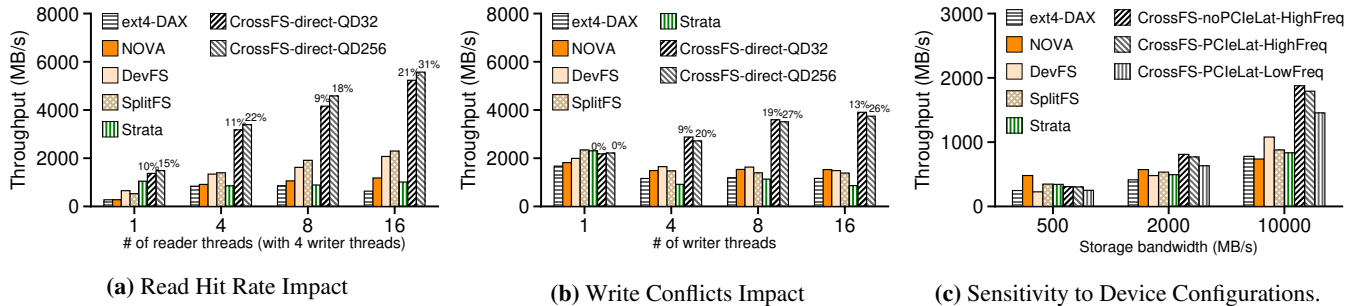 8000
6000
4000
2000
0
Throughput (MB/s)
ext4-DAX
NOVA
DevFS
SplitFS
Strata
CrossFS-direct-QD32
CrossFS-direct-QD256
10% 15%
11% 22%
9% 18%
21% 31%
1 4 8 16
# of reader threads (with 4 writer threads)
(a) Read Hit Rate Impact
8000
6000
4000
2000
0
Throughput (MB/s)
ext4-DAX
NOVA
DevFS
SplitFS
Strata
CrossFS-direct-QD32
CrossFS-direct-QD256
0% 0%
9% 20%
19% 27%
13% 26%
1 4 8 16
# of writer threads
(b) Write Conflicts Impact
3000
2000
1000
0
Throughput (MB/s)
ext4-DAX
NOVA
DevFS
SplitFS
Strata
CrossFS-noPCIeLat-HighFreq
CrossFS-PCIeLat-HighFreq
CrossFS-PCIeLat-LowFreq
500 2000 10000
Storage bandwidth (MB/s)
(c) Sensitivity to Device Configurations.